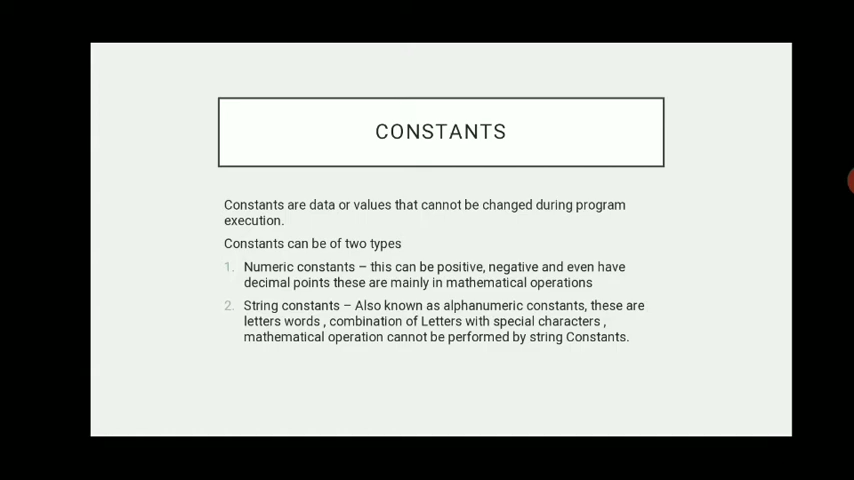 CONSTANTS
Constants are data or values that cannot be changed during program
execution.
Constants can be of two types
1. Numeric constants – this can be positive, negative and even have
decimal points these are mainly in mathematical operations
2. String constants – Also known as alphanumeric constants, these are
letters words , combination of Letters with special characters ,
mathematical operation cannot be performed by string Constants.